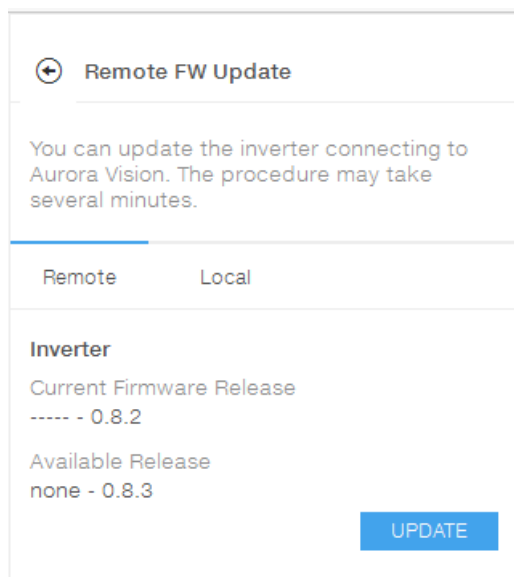 Remote FW Update
You can update the inverter connecting to
Aurora Vision. The procedure may take
several minutes.
Remote Local
Inverter
Current Firmware Release
----- - 0.8.2
Available Release
none - 0.8.3
UPDATE